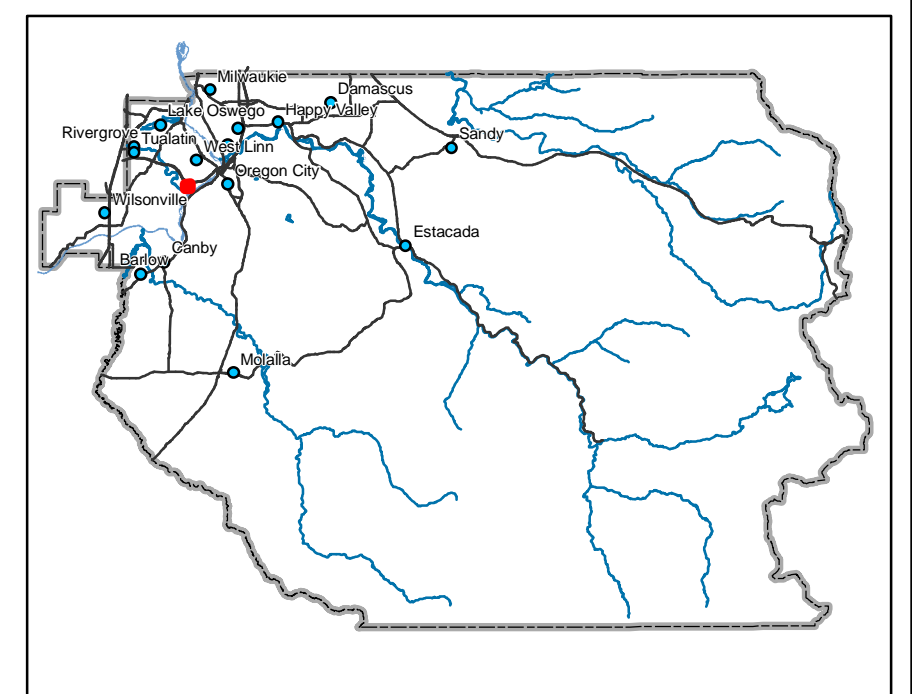 Milwaukie
Damascus
Lake Oswego
Happy Valley
Rivergrove
Tualatin
West Linn
Sandy
Oregon City
Wilsonville
Estacada
Canby
Barlow
Molalla